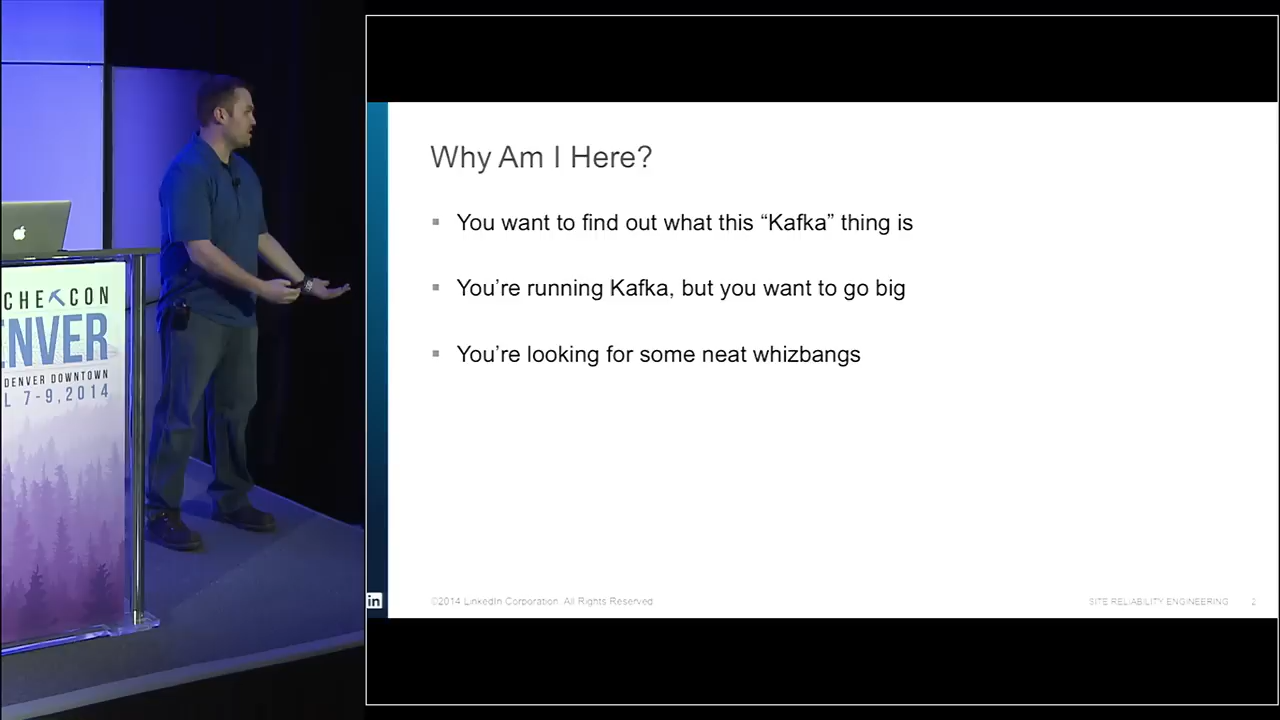 CHE CON
ENVER
DENVER DOWNTOWN
L 7-9, 2014
Why Am I Here?
▪ You want to find out what this “Kafka” thing is
▪ You’re running Kafka, but you want to go big
▪ You’re looking for some neat whizbangs
in
©2014 LinkedIn Corporation. All Rights Reserved
SITE RELIABILITY ENGINEERING 2